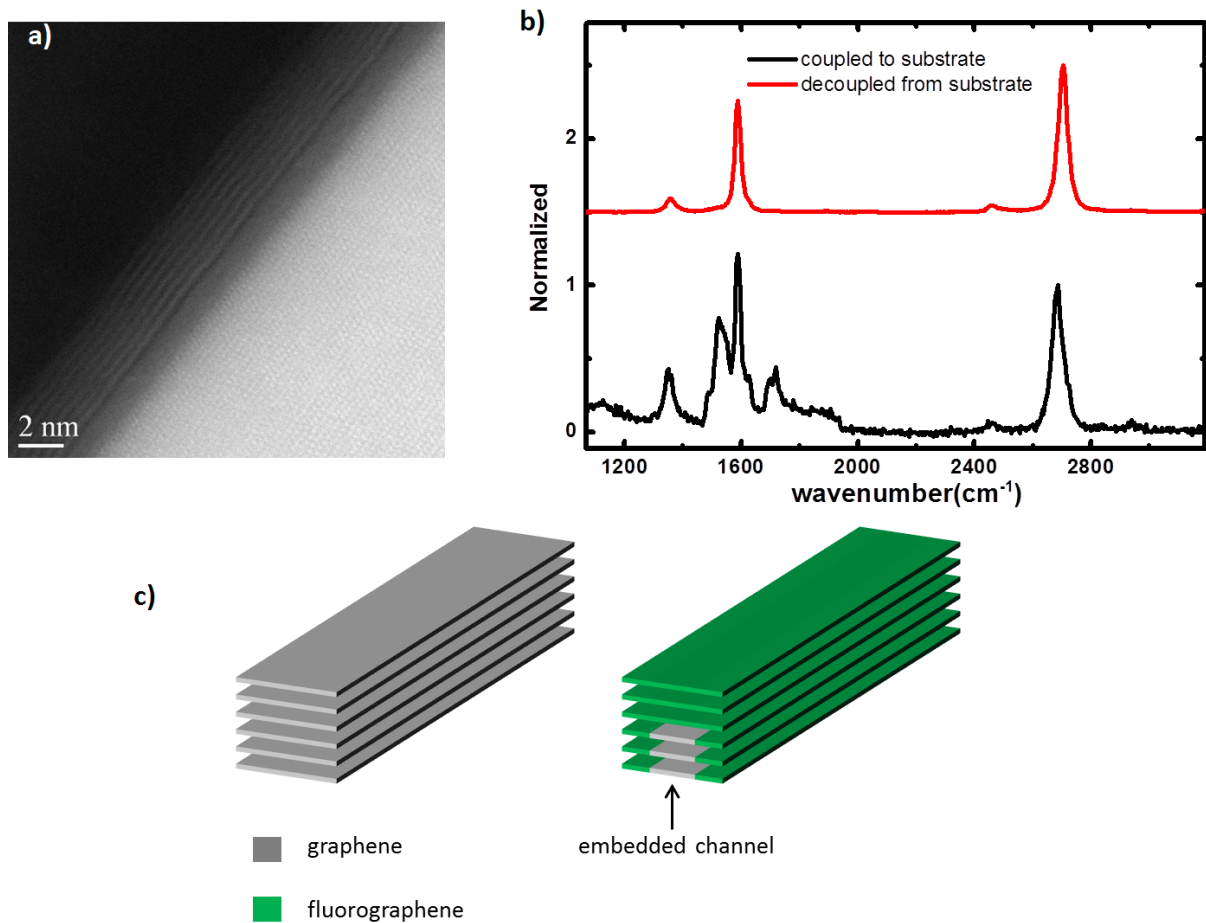 a)
2 nm
b)
coupled to substrate
decoupled from substrate
Normalized
2
1
0
1200 1600 2000 2400 2800
wavenumber(cm-1)
c)
embedded channel
graphene
fluorographene